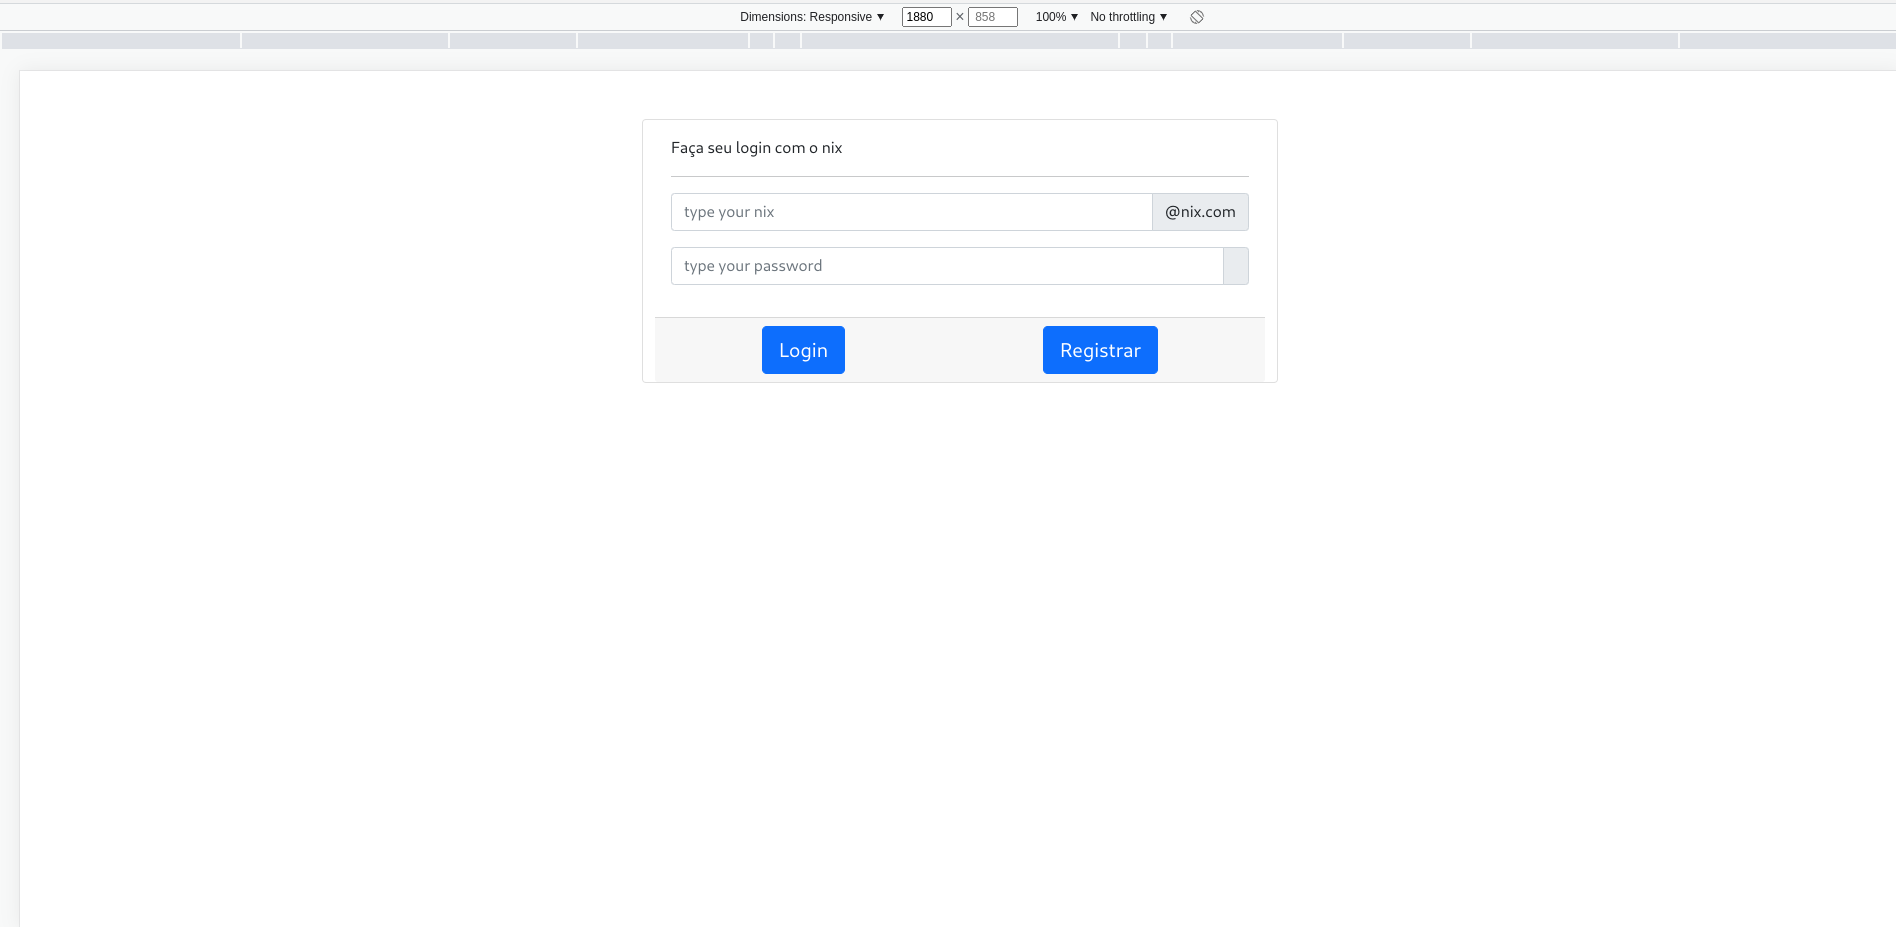 Dimensions: Responsive ▼ 1880 × 858 100% ▼ No throttling ▼
Faça seu login com o nix
type your nix @nix.com
type your password
Login Registrar